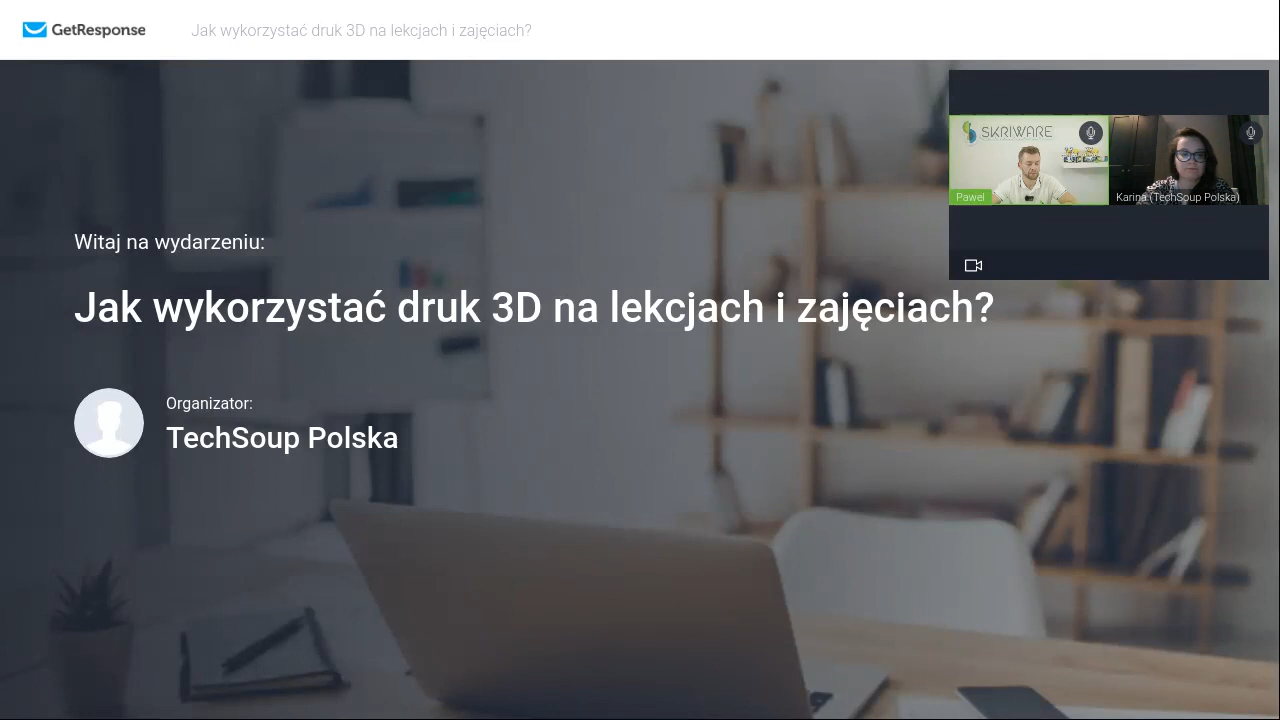 GetResponse
Jak wykorzystać druk 3D na lekcjach i zajęciach?
SKRIWARE
Pawel
Karina (TechSoup Polska)
Witaj na wydarzeniu:
Jak wykorzystać druk 3D na lekcjach i zajęciach?
Organizator:
TechSoup Polska